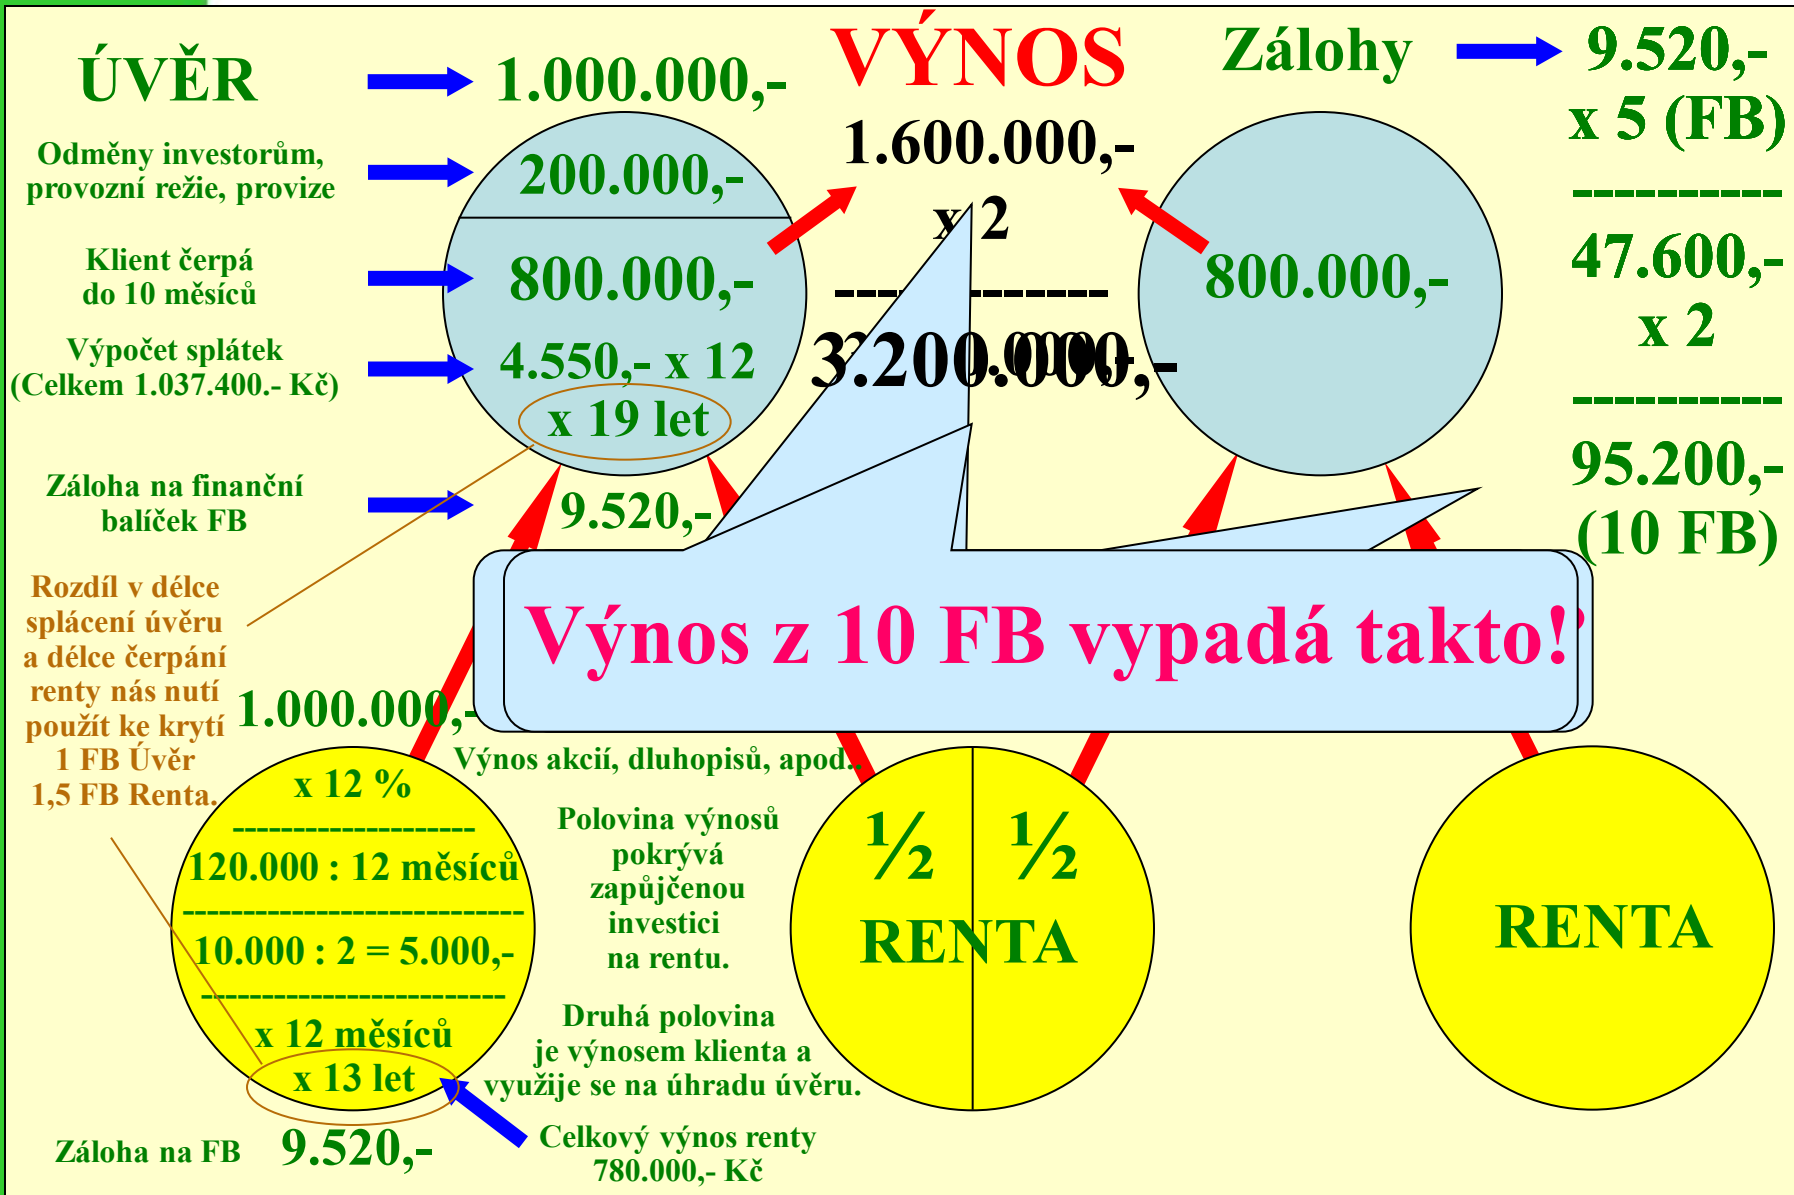 ÚVĚR
1.000.000,-
VÝNOS
Zálohy
9.520,-
x 5 (FB)
----------
47.600,-
x 2
----------
95.200,-
(10 FB)
Odměny investorům,
provozní režie, provize
200.000,-
1.600.000,-
x 2
-------------
3.200.000,-
Klient čerpá
do 10 měsíců
800.000,-
800.000,-
Výpočet splátek
(Celkem 1.037.400.- Kč)
4.550,- x 12
x 19 let
Záloha na finanční
balíček FB
9.520,-
Výnos z 10 FB vypadá takto!
Rozdíl v délce
splácení úvěru
a délce čerpání
renty nás nutí
použít ke krytí
1 FB Úvěr
1,5 FB Renta.
1.000.000,-
x 12 %
--------------------
120.000 : 12 měsíců
----------------------------
10.000 : 2 = 5.000,-
-------------------------
x 12 měsíců
x 13 let
Záloha na FB
9.520,-
Výnos akcií, dluhopisů, apod..
Polovina výnosů
pokrývá
zapůjčenou
investici
na rentu.
Druhá polovina
je výnosem klienta a
využije se na úhradu úvěru.
Celkový výnos renty
780.000,- Kč
½ ½
RENTA
RENTA